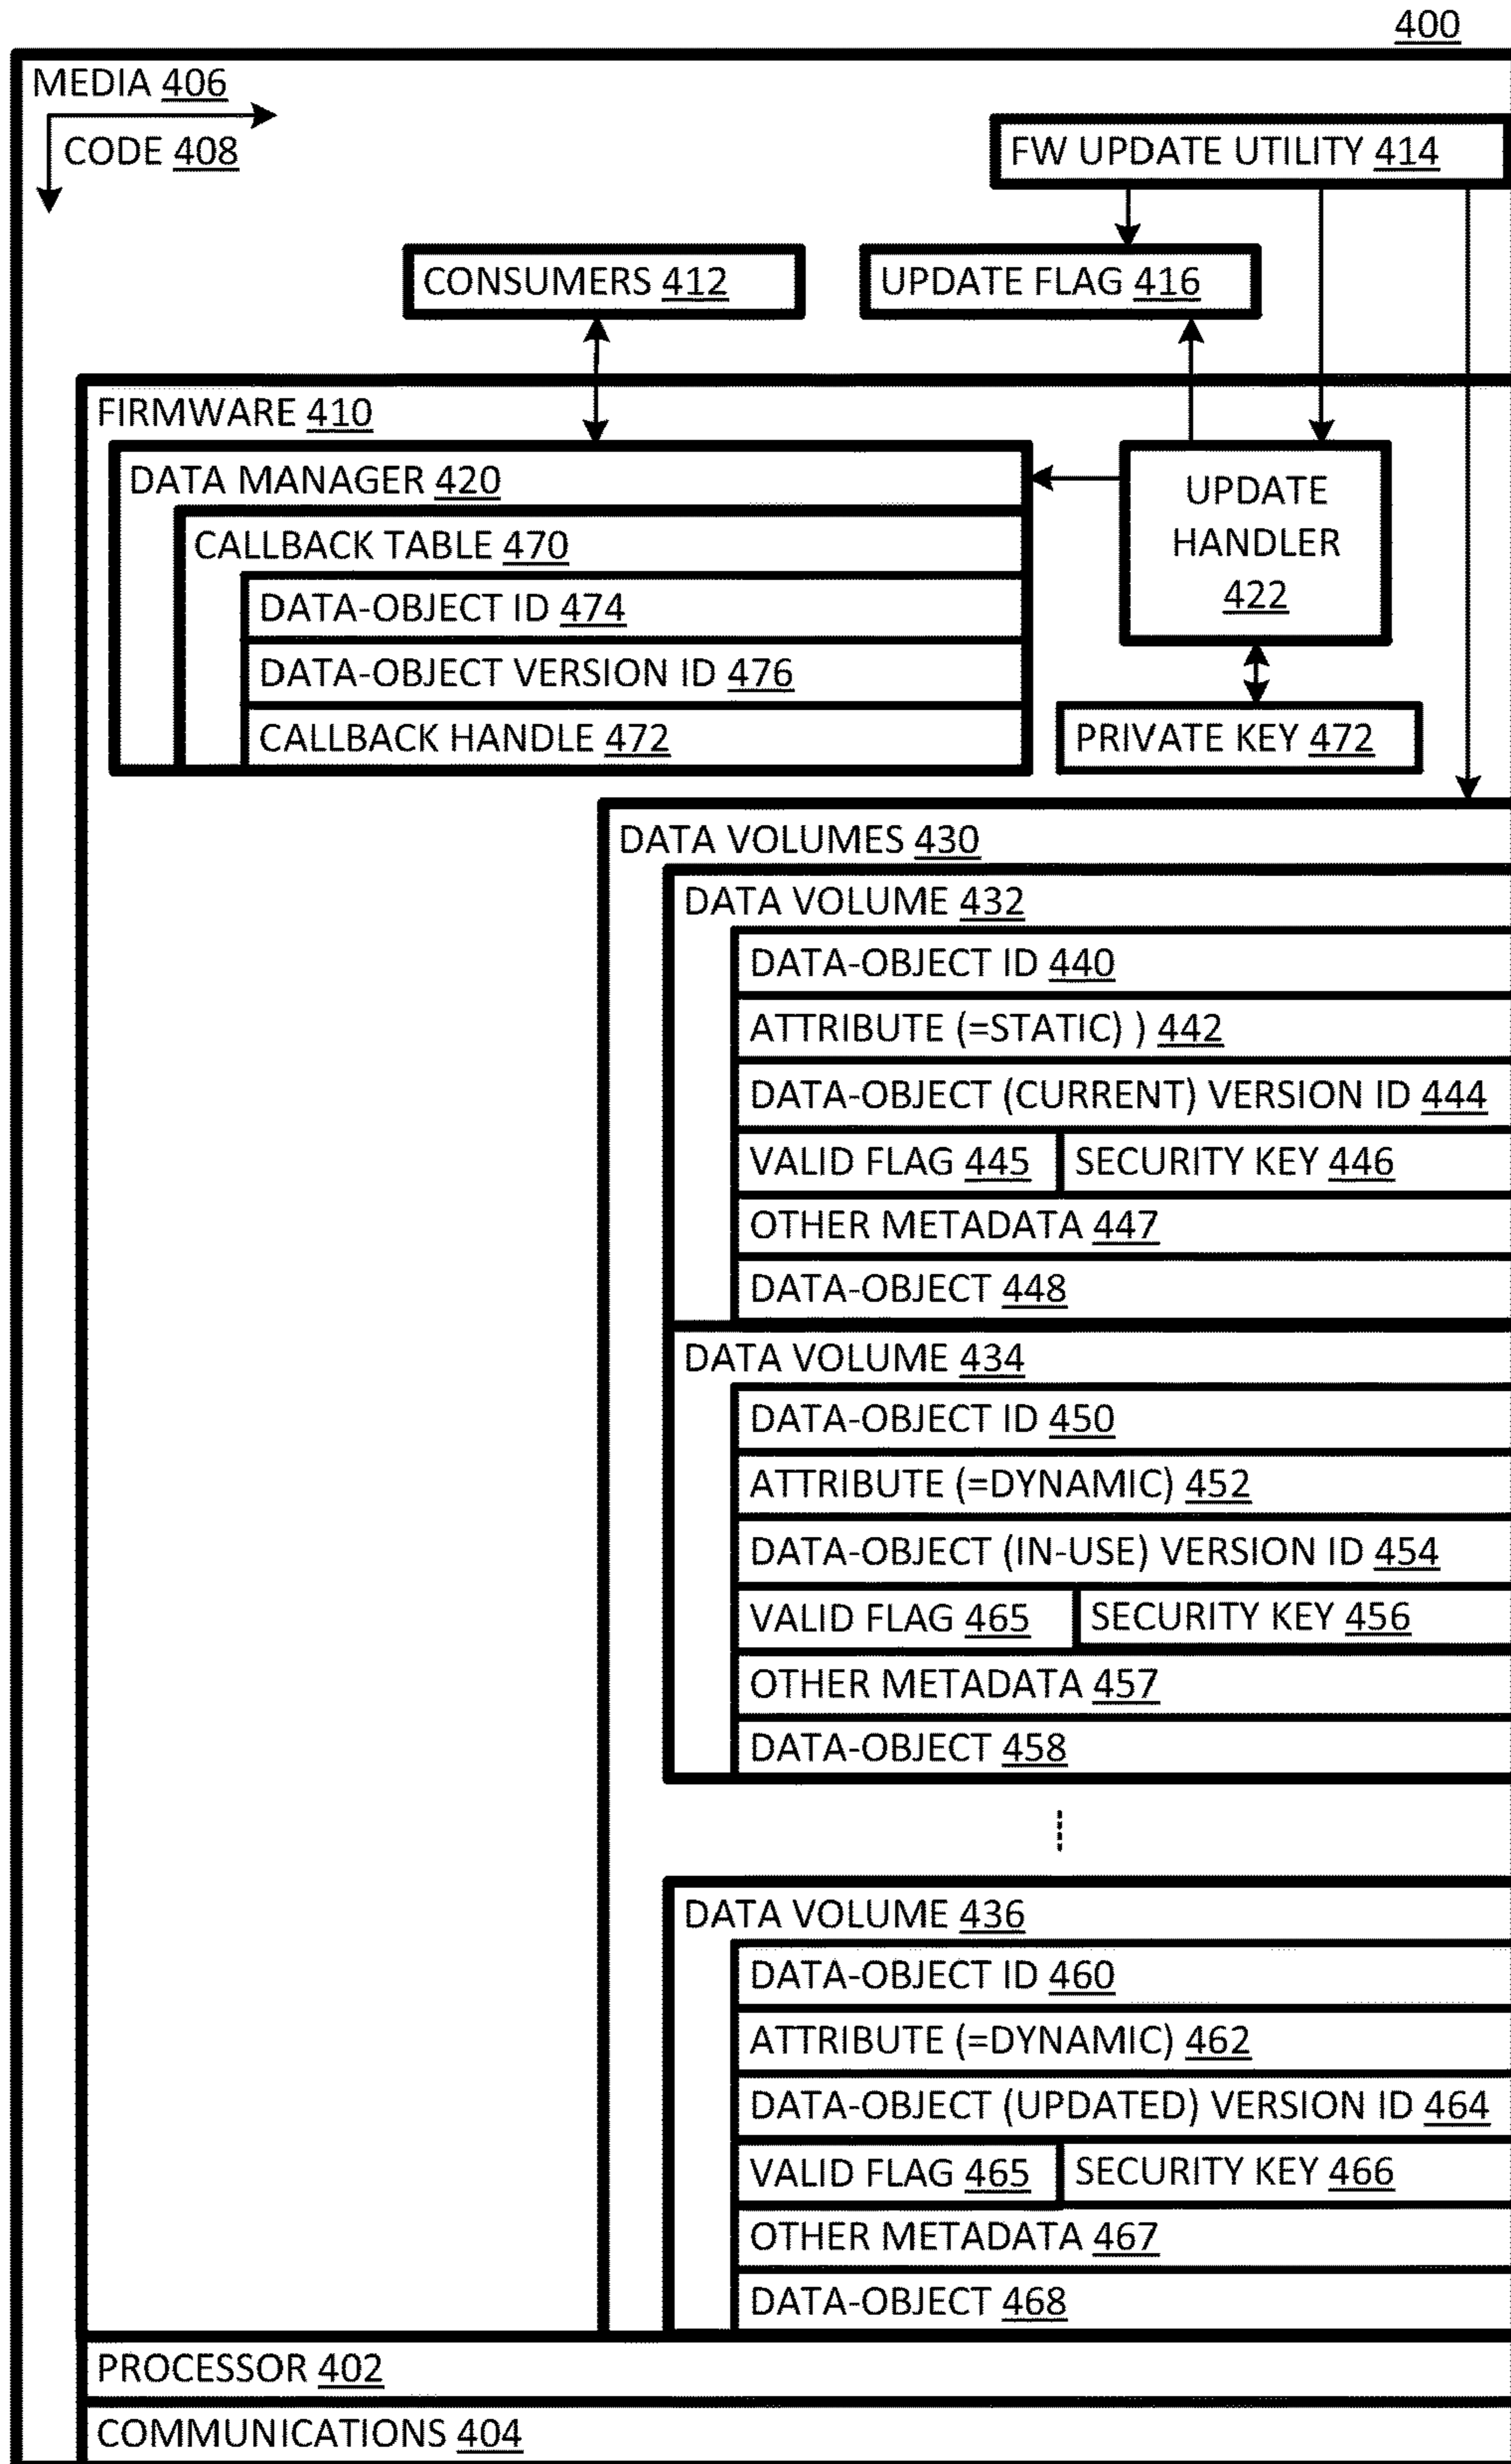 400
MEDIA 406
CODE 408
FW UPDATE UTILITY 414
CONSUMERS 412
UPDATE FLAG 416
FIRMWARE 410
DATA MANAGER 420
CALLBACK TABLE 470
DATA-OBJECT ID 474
DATA-OBJECT VERSION ID 476
CALLBACK HANDLE 472
UPDATE
HANDLER
422
PRIVATE KEY 472
DATA VOLUMES 430
DATA VOLUME 432
DATA-OBJECT ID 440
ATTRIBUTE (=STATIC) ) 442
DATA-OBJECT (CURRENT) VERSION ID 444
VALID FLAG 445 SECURITY KEY 446
OTHER METADATA 447
DATA-OBJECT 448
DATA VOLUME 434
DATA-OBJECT ID 450
ATTRIBUTE (=DYNAMIC) 452
DATA-OBJECT (IN-USE) VERSION ID 454
VALID FLAG 465 SECURITY KEY 456
OTHER METADATA 457
DATA-OBJECT 458
DATA VOLUME 436
DATA-OBJECT ID 460
ATTRIBUTE (=DYNAMIC) 462
DATA-OBJECT (UPDATED) VERSION ID 464
VALID FLAG 465 SECURITY KEY 466
OTHER METADATA 467
DATA-OBJECT 468
PROCESSOR 402
COMMUNICATIONS 404